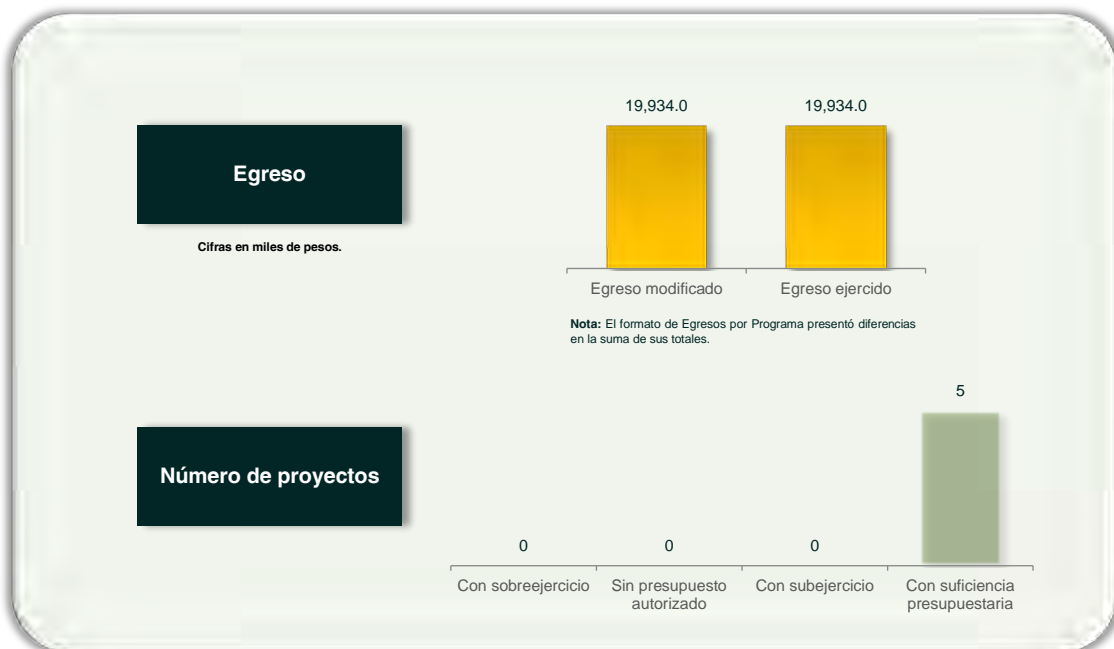 19,934.0 19,934.0
Egreso
Cifras en miles de pesos.
Egreso modificado Egreso ejercido
Nota: El formato de Egresos por Programa presentó diferencias
en la suma de sus totales.
5
Número de proyectos
0 0 0
Con sobreejercicio Sin presupuesto Con subejercicio Con suficiencia
autorizado presupuestaria